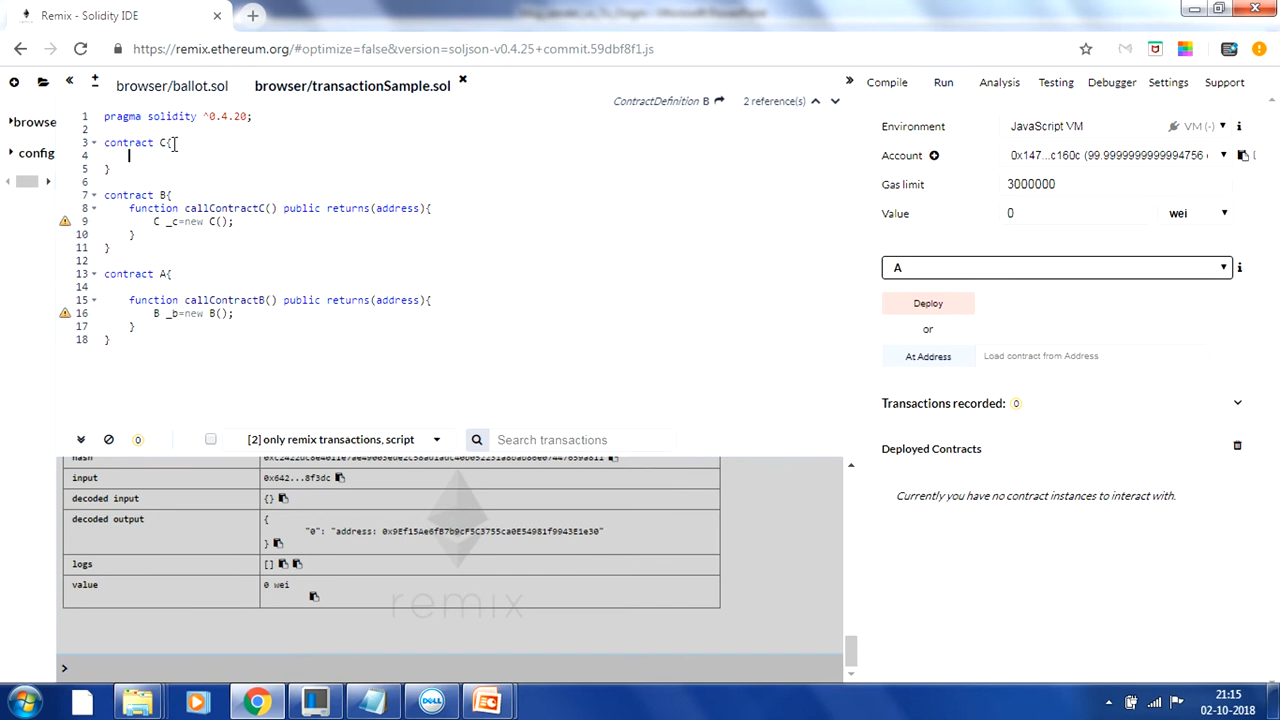 Remix - Solidity IDE
https://remix.ethereum.org/#optimize=false&version=soljson-v0.4.25+commit.59dbf8f1.js
browser/ballot.sol
browser/transactionSample.sol
Compile Run Analysis Testing Debugger Settings Support
ContractDefinition B 2 reference(s)
browse
config
1 pragma solidity ^0.4.20;
2
3 contract C{
4
5 }
6
7 contract B{
8 function callContractC() public returns(address){
9 C _c=new C();
10 }
11 }
12
13 contract A{
14
15 function callContractB() public returns(address){
16 B _b=new B();
17 }
18 }
Environment JavaScript VM VM (-)
Account 0x147...c160c (99.9999999999994756
Gas limit 3000000
Value 0 wei
A
Deploy
or
At Address Load contract from Address
Transactions recorded: 0
Deployed Contracts
Currently you have no contract instances to interact with.
0 [2] only remix transactions, script Search transactions
hash
input 0x642...8f3dc
decoded input {}
decoded output {
"0": "address: 0x9Ef15Ae6fB7b9cF5C3755ca0E54981f9943E1e30"
}
logs []
value 0 wei
remix
>
DELL
21:15
02-10-2018